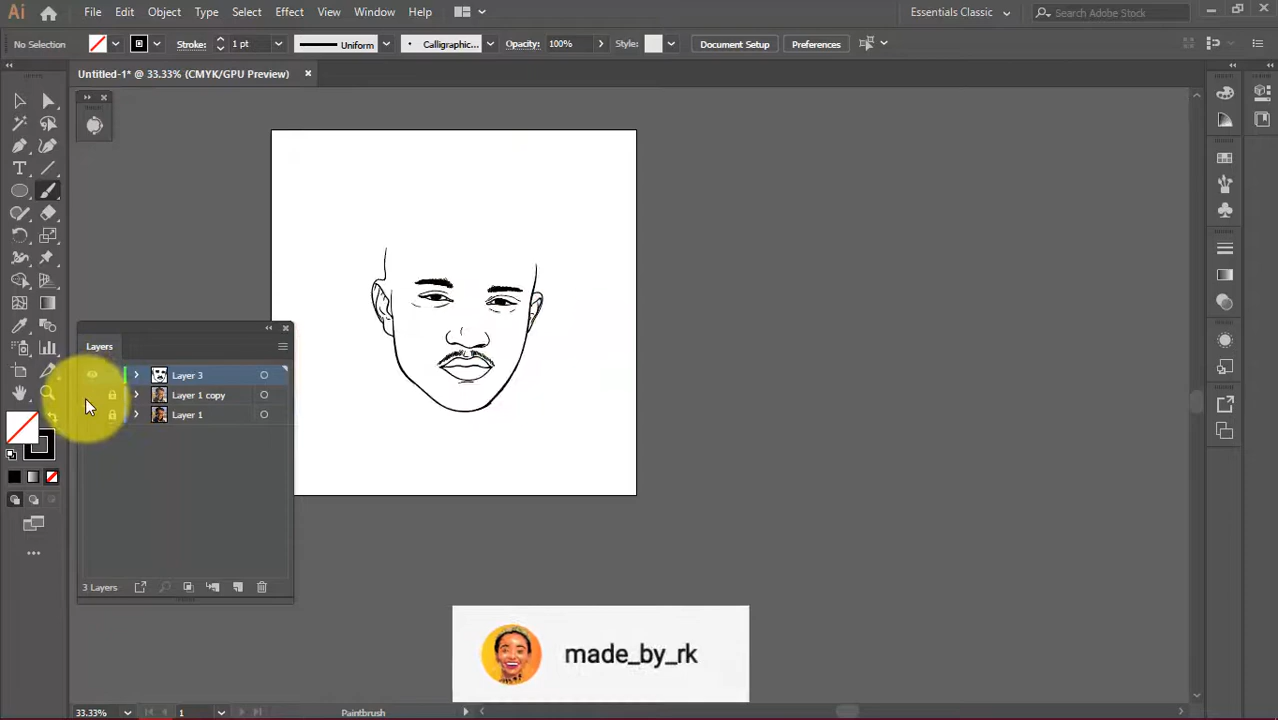 Ai File Edit Object Type Select Effect View Window Help Essentials Classic Search Adobe Stock
No Selection Stroke: 1 pt Uniform Calligraphic... Opacity: 100% Style: Document Setup Preferences
Untitled-1* @ 33.33% (CMYK/GPU Preview)
Layers
Layer 3
Layer 1 copy
Layer 1
3 Layers
made_by_rk
33.33% 1 Paintbrush